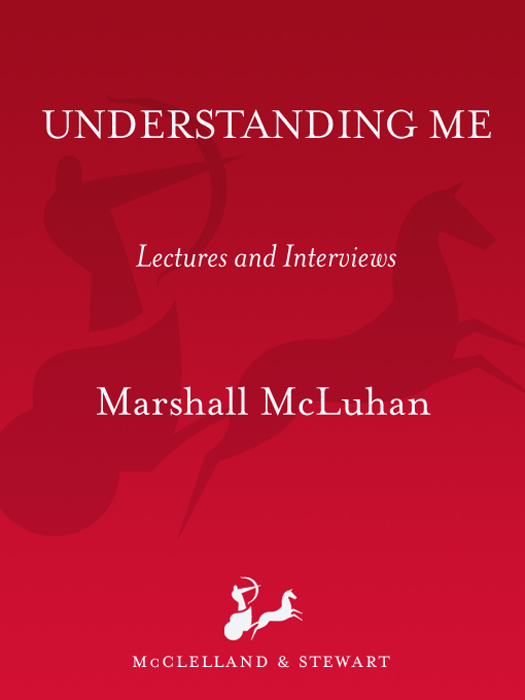 UNDERSTANDING ME
Lectures and Interviews
Marshall McLuhan
McCLELLAND & STEWART